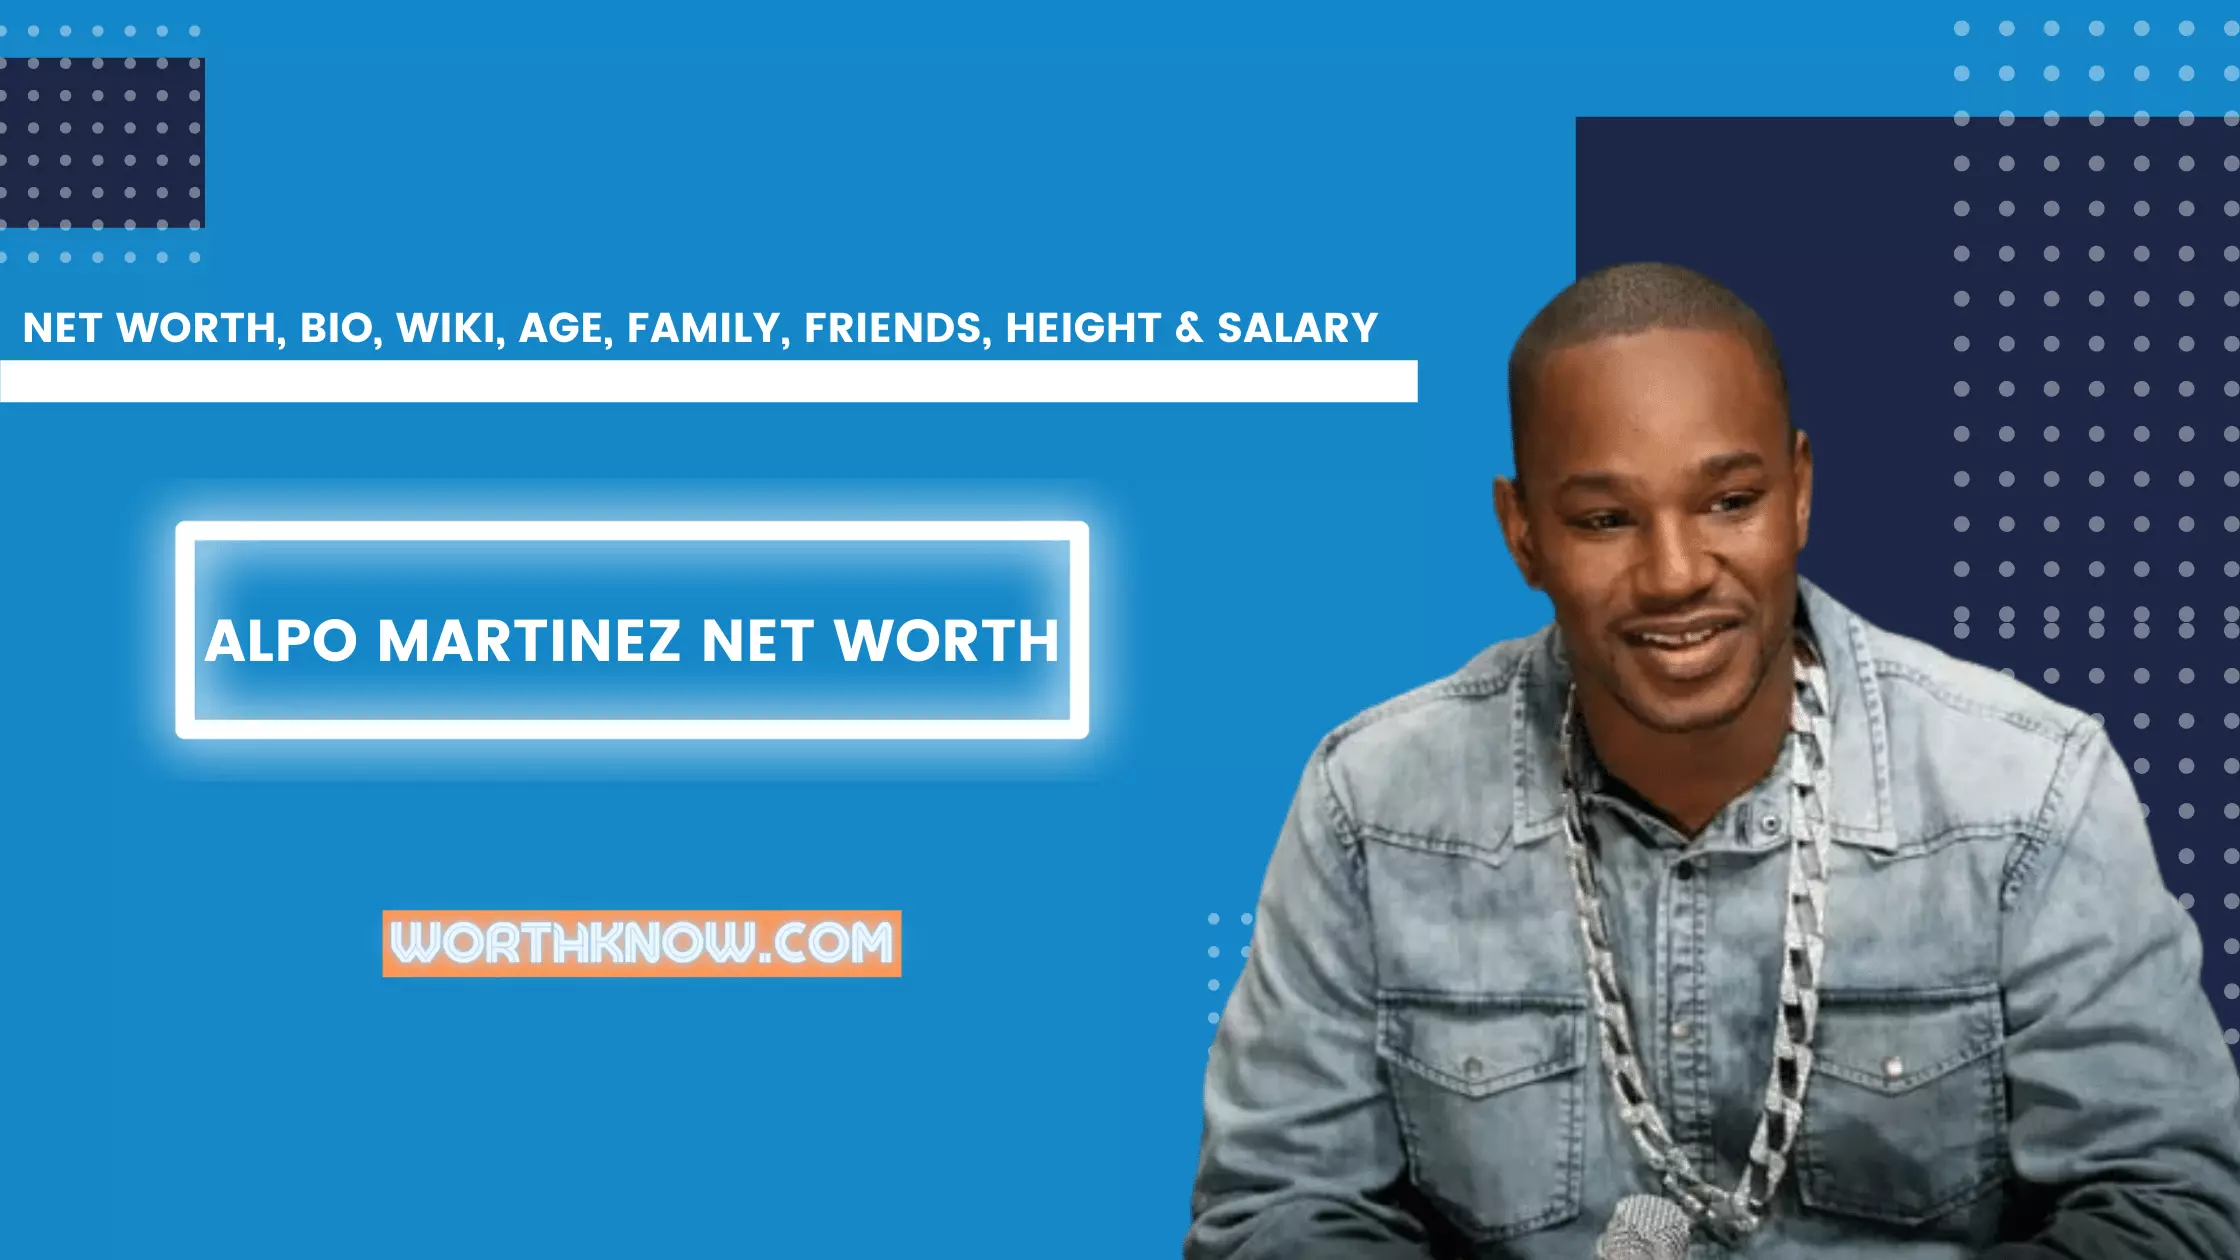 NET WORTH, BIO, WIKI, AGE, FAMILY, FRIENDS, HEIGHT & SALARY
ALPO MARTINEZ NET WORTH
WORTHKNOW.COM